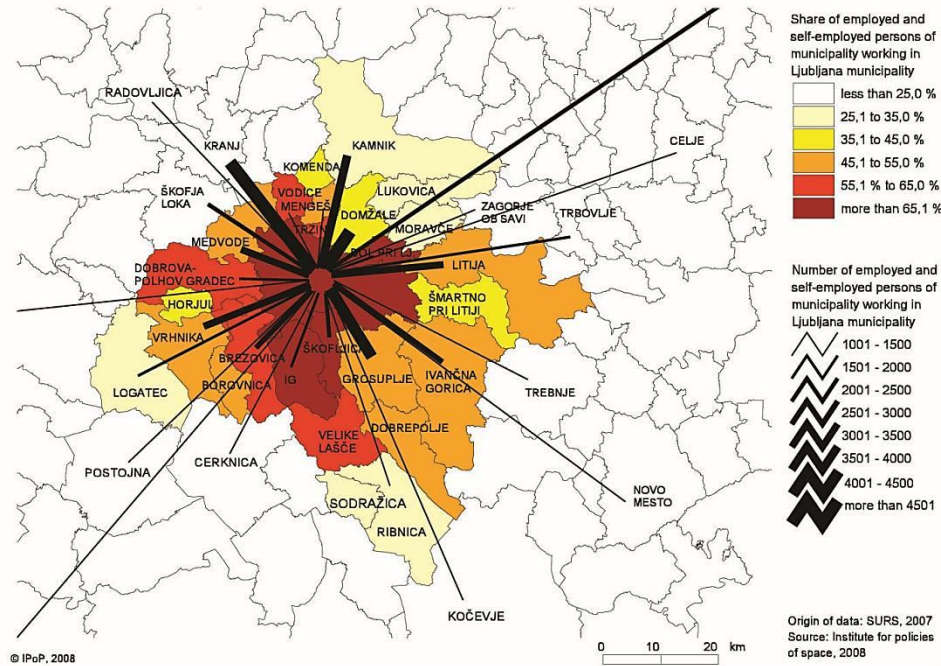 RADOVLJICA
KRANJ
KAMNIK
CELJE
KOMENDA
ŠKOFJA
LOKA
VODICE
MENGEŠ
LUKOVICA
DOMŽALE
ZAGORJE
OB SAVI
TRBOVLJE
MORAVČE
TRZIN
MEDVODE
DOL PRI LJ.
LITIJA
DOBROVA-
POLHOV GRADEC
HORJUL
ŠMARTNO
PRI LITIJI
VRHNIKA
BREZOVICA
ŠKOFLJICA
IG
GROSUPLJE
IVANČNA
GORICA
LOGATEC
BOROVNICA
TREBNJE
DOBREPOLJE
VELIKE
LAŠČE
POSTOJNA
CERKNICA
SODRAŽICA
NOVO
MESTO
RIBNICA
KOČEVJE
Share of employed and
self-employed persons of
municipality working in
Ljubljana municipality
less than 25,0 %
25,1 to 35,0 %
35,1 to 45,0 %
45,1 to 55,0 %
55,1 % to 65,0 %
more than 65,1 %
Number of employed and
self-employed persons of
municipality working in
Ljubljana municipality
1001 - 1500
1501 - 2000
2001 - 2500
2501 - 3000
3001 - 3500
3501 - 4000
4001 - 4500
more than 4501
Origin of data: SURS, 2007
Source: Institute for policies
of space, 2008
0 10 20 km
© IPoP, 2008